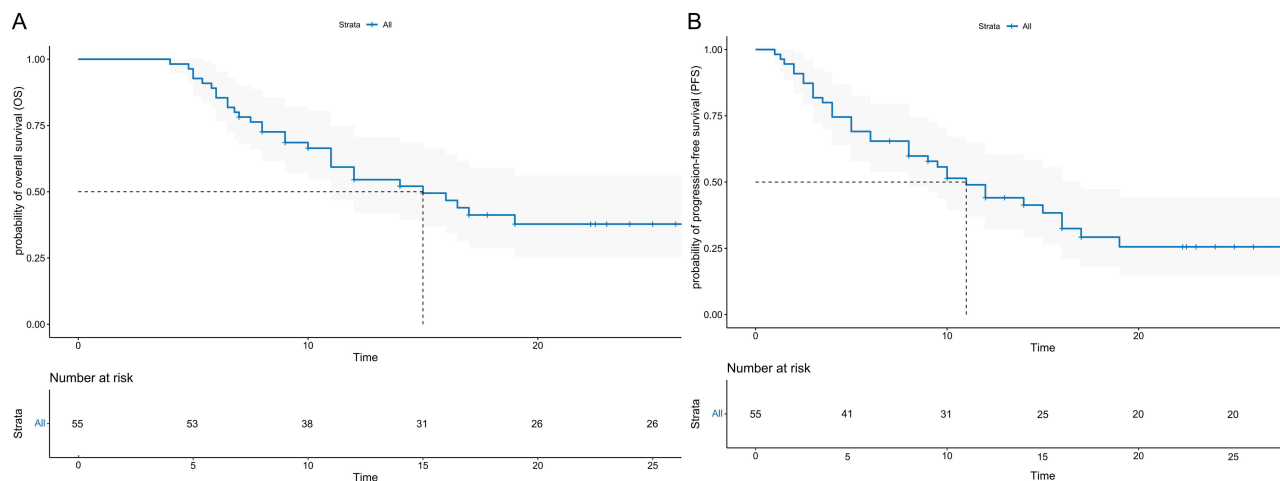 A
Strata All
probability of overall survival (OS)
1.00
0.75
0.50
0.25
0.00
0 10 20
Time
Number at risk
Strata
All 55 53 38 31 26 26
0 5 10 15 20 25
Time
B
Strata All
probability of progression-free survival (PFS)
1.00
0.75
0.50
0.25
0.00
0 10 20
Time
Number at risk
Strata
All 55 41 31 25 20 20
0 5 10 15 20 25
Time